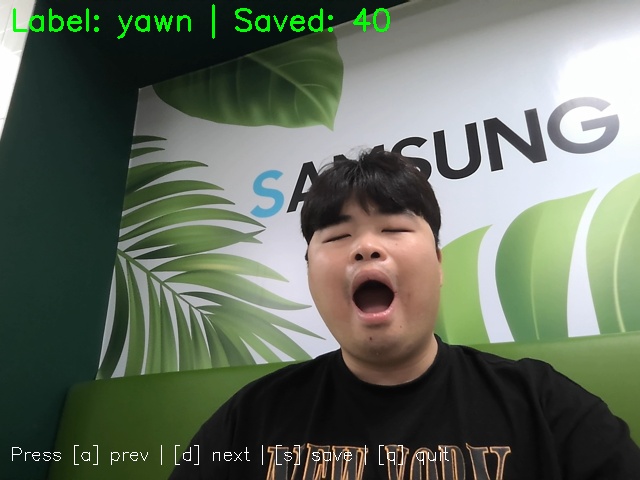 Label: yawn | Saved: 40
SAMSUNG
NEW YORK
Press [a] prev | [d] next | [s] save | [q] quit